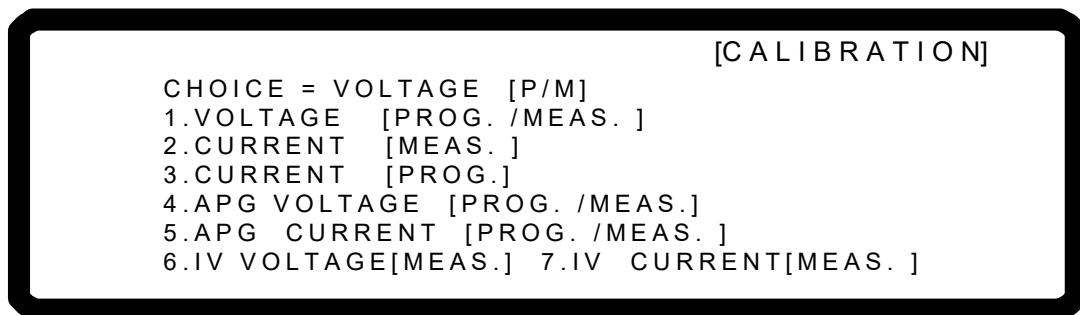 [CALIBRATION]
CHOICE = VOLTAGE [P/M]
1.VOLTAGE [PROG. /MEAS. ]
2.CURRENT [MEAS. ]
3.CURRENT [PROG.]
4.APG VOLTAGE [PROG. /MEAS.]
5.APG CURRENT [PROG. /MEAS. ]
6.IV VOLTAGE[MEAS.] 7.IV CURRENT[MEAS. ]